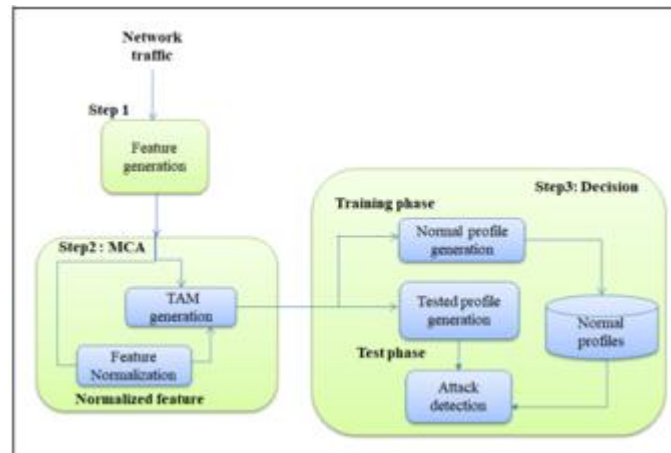 Network
traffic
Step 1
Feature
generation
Step2 : MCA
TAM
generation
Feature
Normalization
Normalized feature
Step3: Decision
Training phase
Normal profile
generation
Tested profile
generation
Test phase
Normal
profiles
Attack
detection